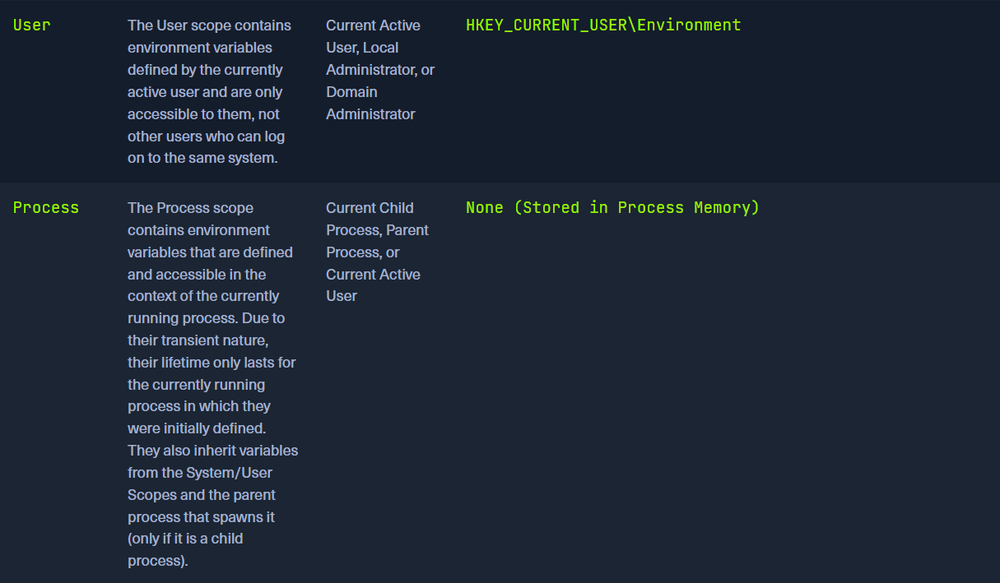 User
The User scope contains
environment variables
defined by the currently
active user and are only
accessible to them, not
other users who can log
on to the same system.
Current Active
User, Local
Administrator, or
Domain
Administrator
HKEY_CURRENT_USER\Environment
Process
The Process scope
contains environment
variables that are defined
and accessible in the
context of the currently
running process. Due to
their transient nature,
their lifetime only lasts for
the currently running
process in which they
were initially defined.
They also inherit variables
from the System/User
Scopes and the parent
process that spawns it
(only if it is a child
process).
Current Child
Process, Parent
Process, or
Current Active
User
None (Stored in Process Memory)